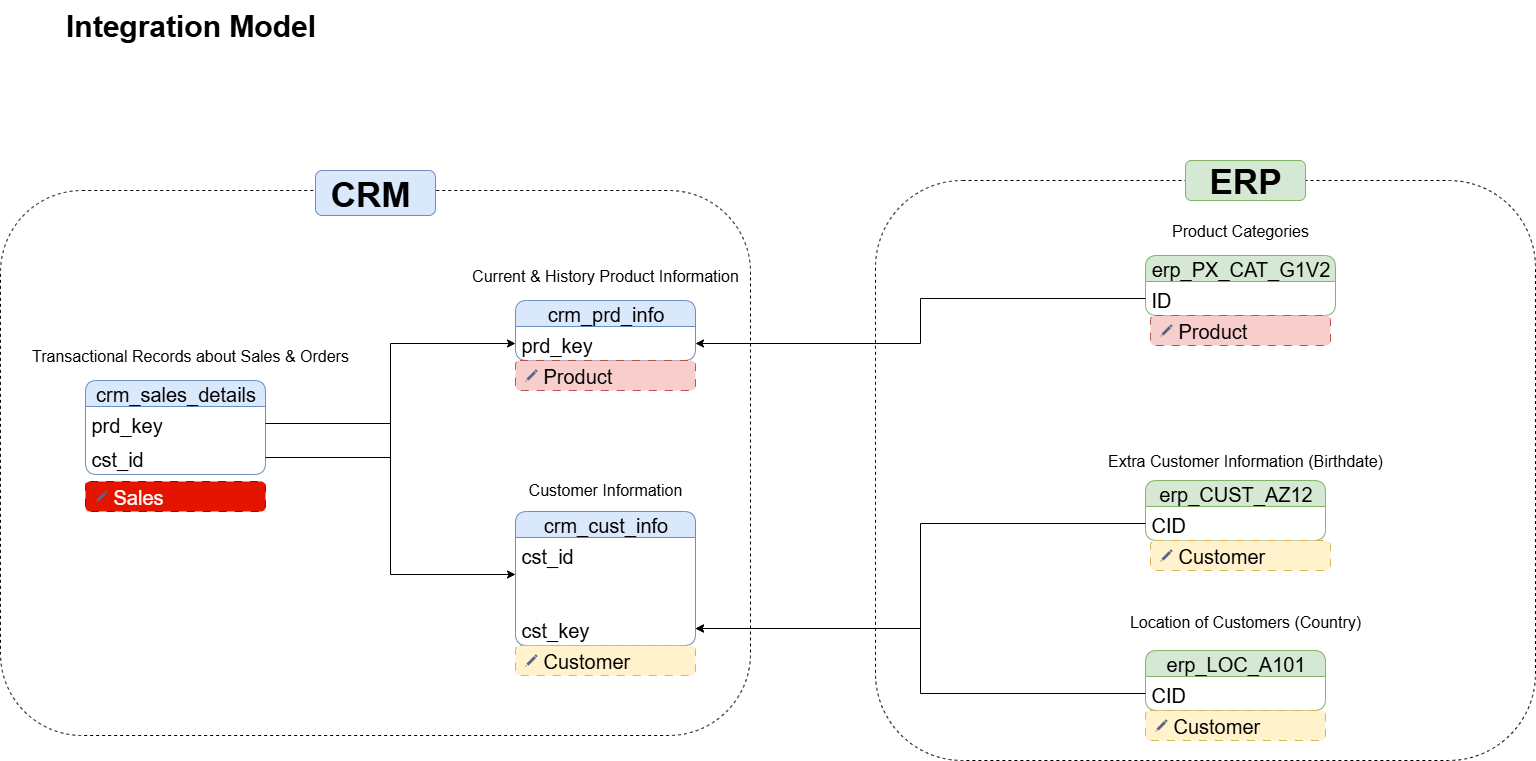 Integration Model
CRM
Current & History Product Information
crm_prd_info
prd_key
Product
Transactional Records about Sales & Orders
crm_sales_details
prd_key
cst_id
Sales
Customer Information
crm_cust_info
cst_id
cst_key
Customer
ERP
Product Categories
erp_PX_CAT_G1V2
ID
Product
Extra Customer Information (Birthdate)
erp_CUST_AZ12
CID
Customer
Location of Customers (Country)
erp_LOC_A101
CID
Customer